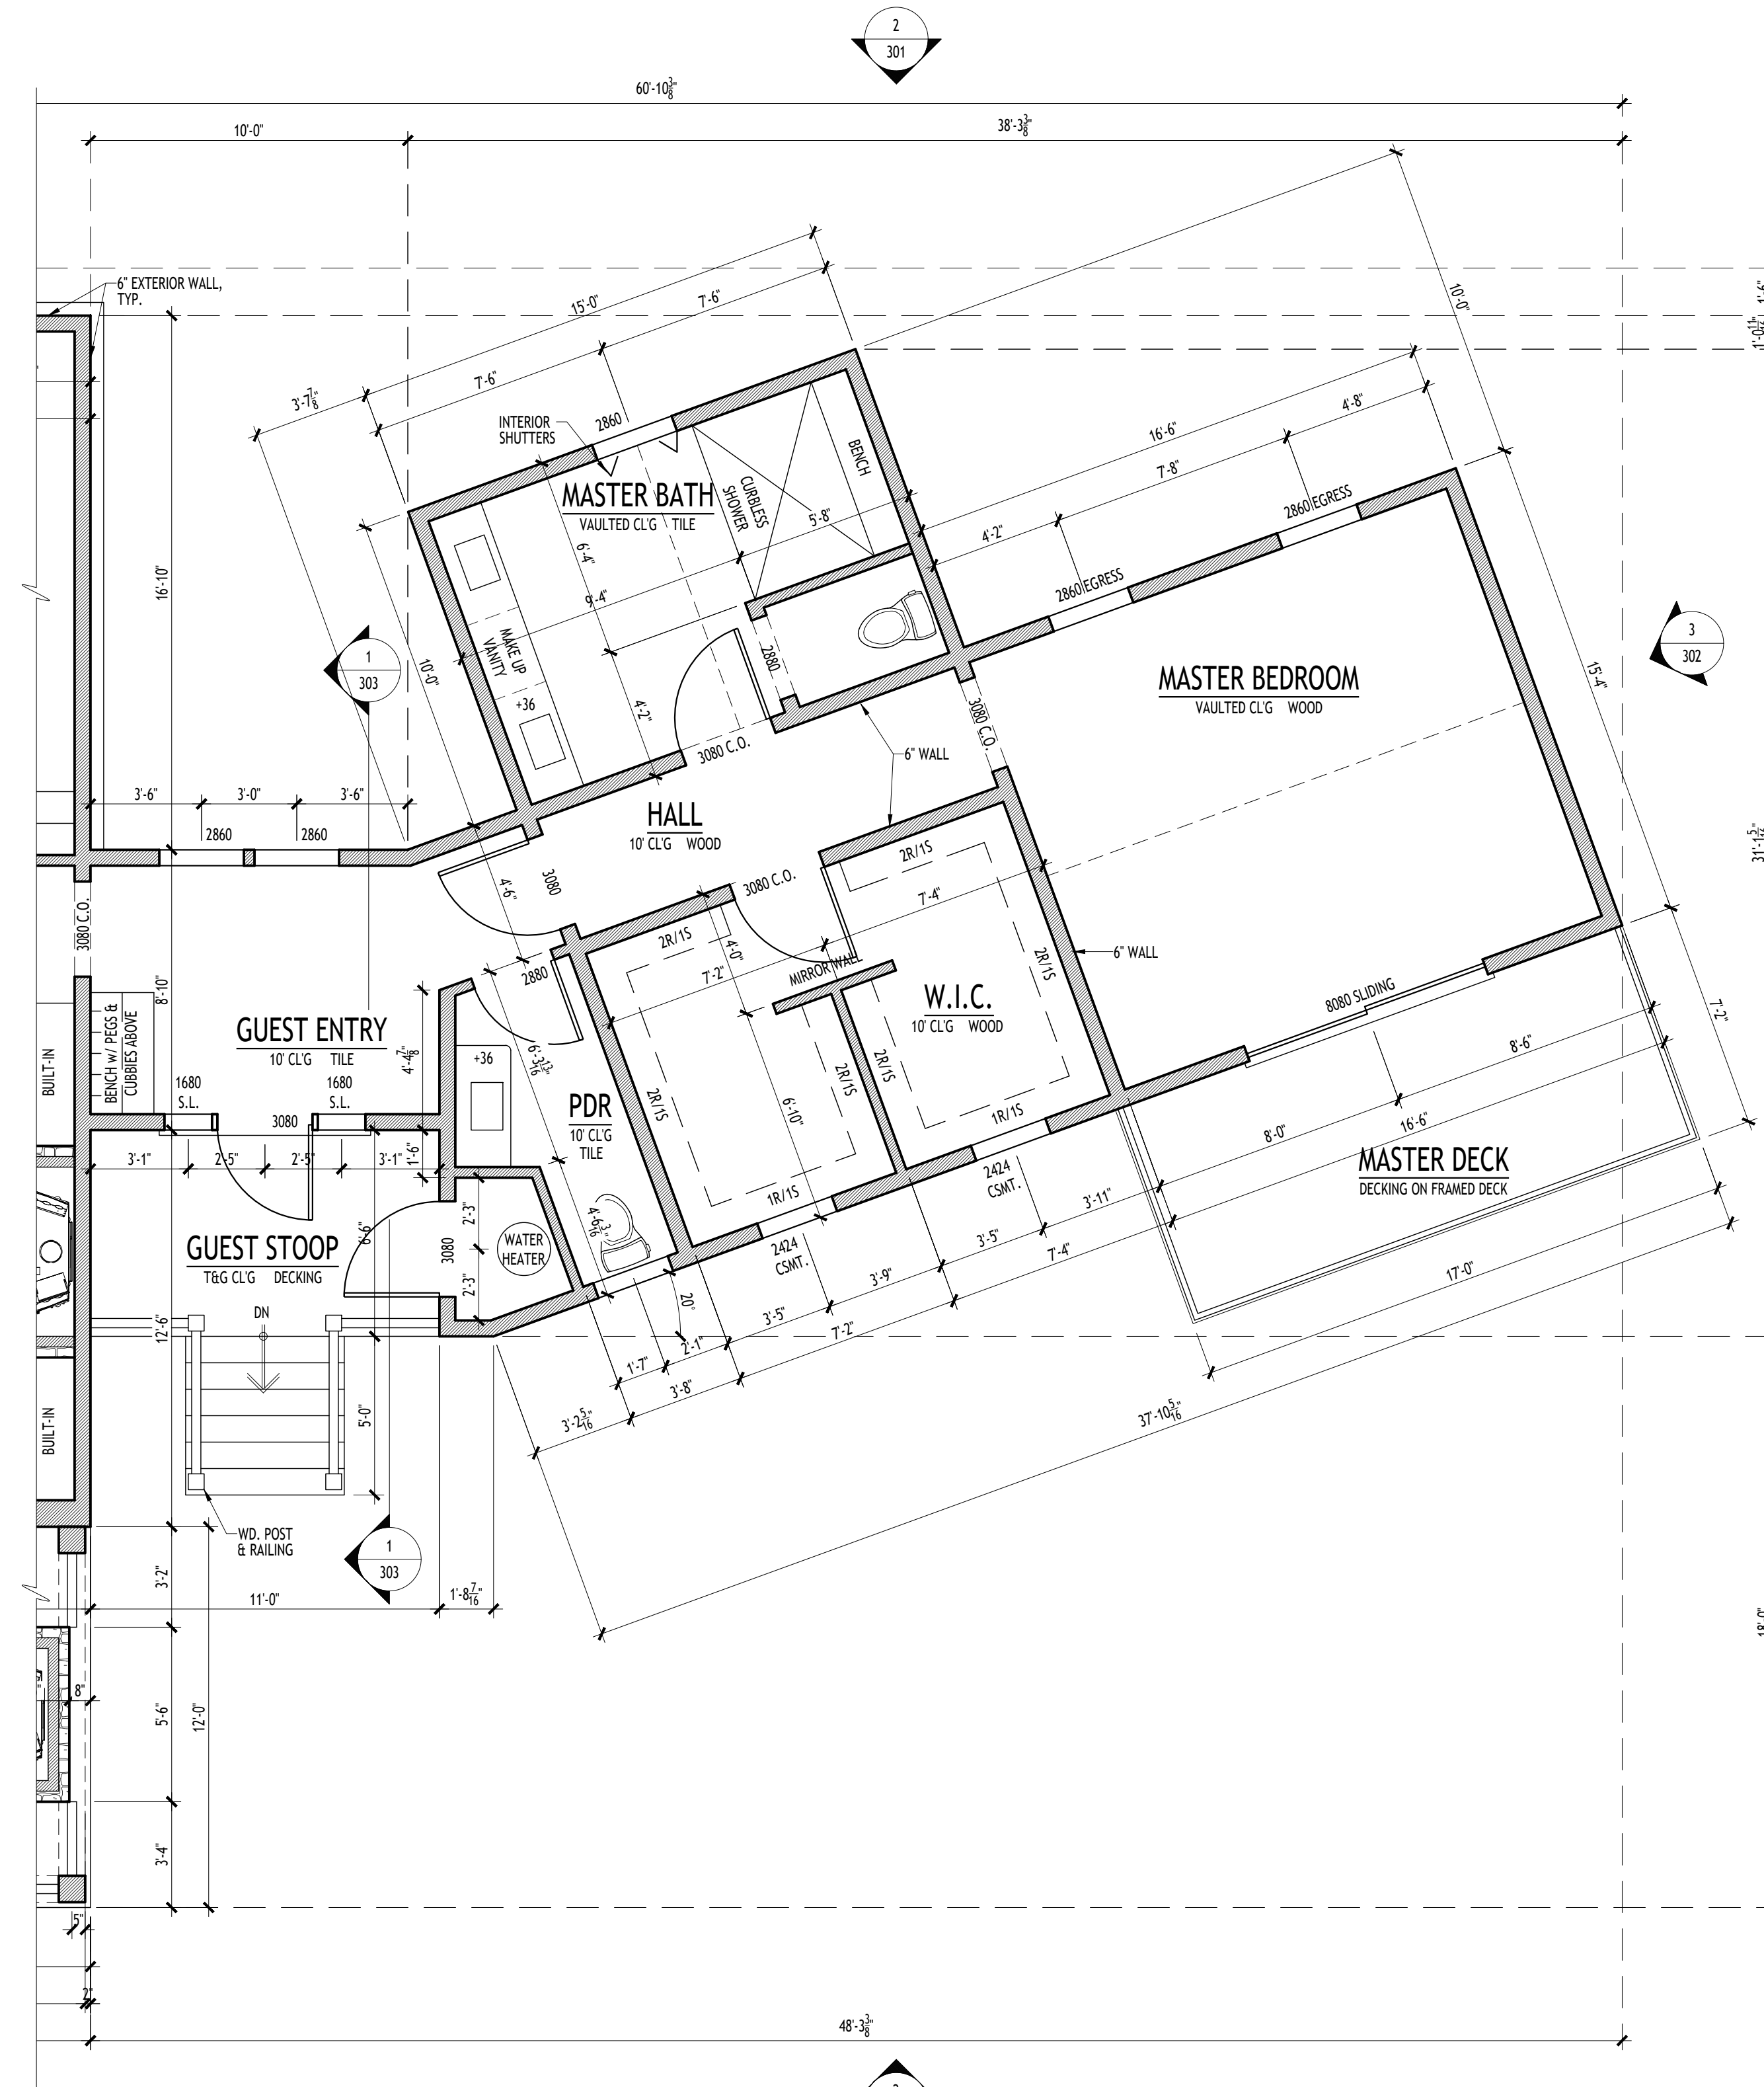 2
301
60'-10 3/8"
10'-0"
38'-3 3/8"
6" EXTERIOR WALL,
TYP.
15'-0"
7'-6"
10'-0"
1'-6"
3'-7 7/8"
7'-6"
INTERIOR
SHUTTERS
2860
16'-6"
4'-8"
7'-8"
BENCH
MASTER BATH
VAULTED CL'G TILE
CURBLESS
SHOWER
5'-8"
2860 EGRESS
4'-2"
6'-4"
9'-4"
2860 EGRESS
16'-10"
1
303
10'-0"
MAKE UP
VANITY
+36
4'-2"
2880
3080 C.O.
3080 C.O.
MASTER BEDROOM
VAULTED CL'G WOOD
15'-4"
3
302
6" WALL
3'-6"
3'-0"
3'-6"
2860
2860
HALL
10' CL'G WOOD
3080
4'-6"
2R/1S
3080 C.O.
7'-4"
31'-1 5/16"
3080 C.O.
8'-10"
2R/1S
4'-0"
2880
7'-2"
MIRROR WALL
2R/1S
6" WALL
W.I.C.
10' CL'G WOOD
8080 SLIDING
7'-2"
BUILT-IN
BENCH w/ PEGS &
CUBBIES ABOVE
GUEST ENTRY
10' CL'G TILE
4'-4 7/8"
+36
6'-3 13/16"
8'-6"
1680
S.L.
1680
S.L.
3080
PDR
10' CL'G
TILE
2R/1S
6'-10"
2R/1S
2R/1S
1R/1S
8'-0"
16'-6"
3'-1"
2'-5"
2'-5"
3'-1"
1'-6"
1R/1S
2424
CSMT.
3'-11"
MASTER DECK
DECKING ON FRAMED DECK
2'-3"
6'-6"
4'-6 3/16"
GUEST STOOP
T&G CL'G DECKING
3080
WATER
HEATER
2424
CSMT.
3'-5"
7'-4"
2'-3"
20°
3'-9"
17'-0"
DN
12'-6"
3'-5"
7'-2"
2'-1"
1'-7"
3'-8"
5'-0"
3'-2 5/16"
37'-10 5/16"
BUILT-IN
WD. POST
& RAILING
1
303
3'-2"
11'-0"
1'-8 7/16"
18'-0"
8"
5'-6"
12'-0"
3'-4"
5"
2"
48'-3 3/8"